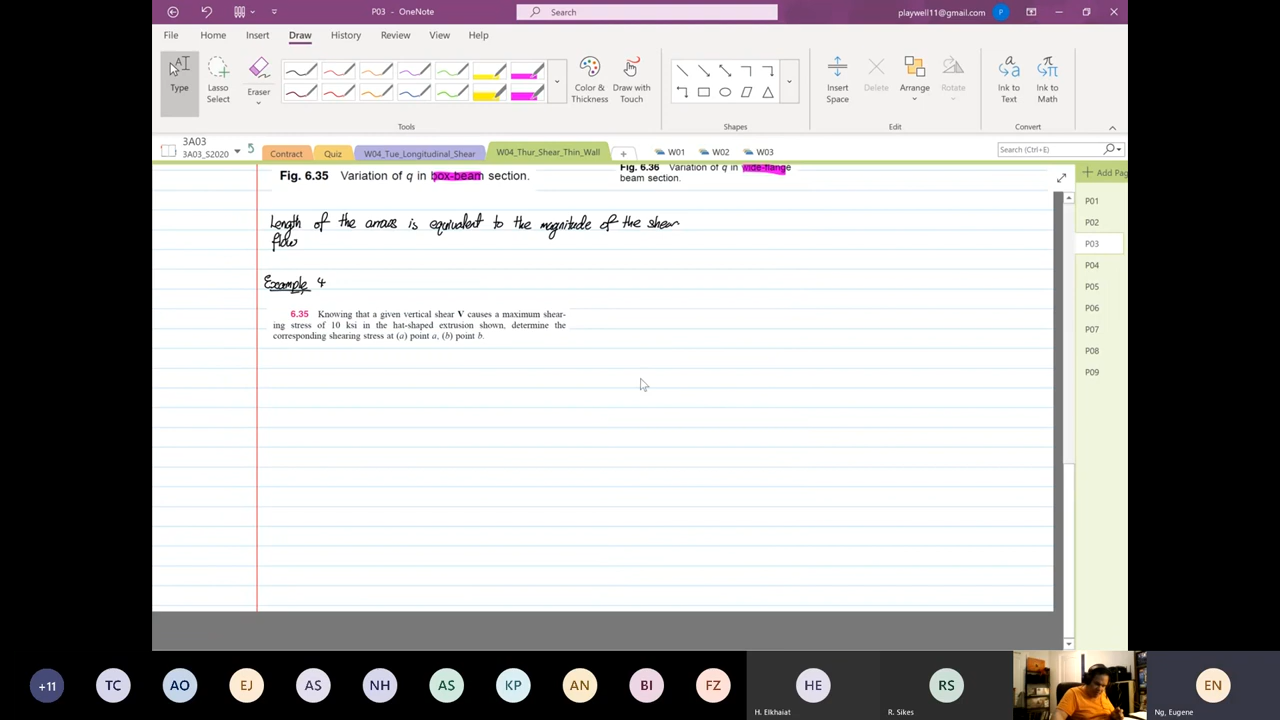 P03 - OneNote
Search
playwell11@gmail.com
P
File
Home
Insert
Draw
History
Review
View
Help
Type
Lasso Select
Eraser
Color & Thickness
Draw with Touch
Insert Space
Delete
Arrange
Rotate
Ink to Text
Ink to Math
Tools
Shapes
Edit
Convert
3A03
3A03_S2020
5
Contract
Quiz
W04_Tue_Longitudinal_Shear
W04_Thur_Shear_Thin_Wall
W01
W02
W03
Search (Ctrl+E)
Add Pag
Fig. 6.35 Variation of q in box-beam section.
Fig. 6.36 Variation of q in wide-flange
beam section.
Length of the arrows is equivalent to the magnitude of the shear
flow
Example 4
6.35 Knowing that a given vertical shear V causes a maximum shear-
ing stress of 10 ksi in the hat-shaped extrusion shown, determine the
corresponding shearing stress at (a) point a, (b) point b.
P01
P02
P03
P04
P05
P06
P07
P08
P09
+11
TC
AO
EJ
AS
NH
AS
KP
AN
BI
FZ
HE
H. Elkhaiat
RS
R. Sikes
EN
Ng, Eugene